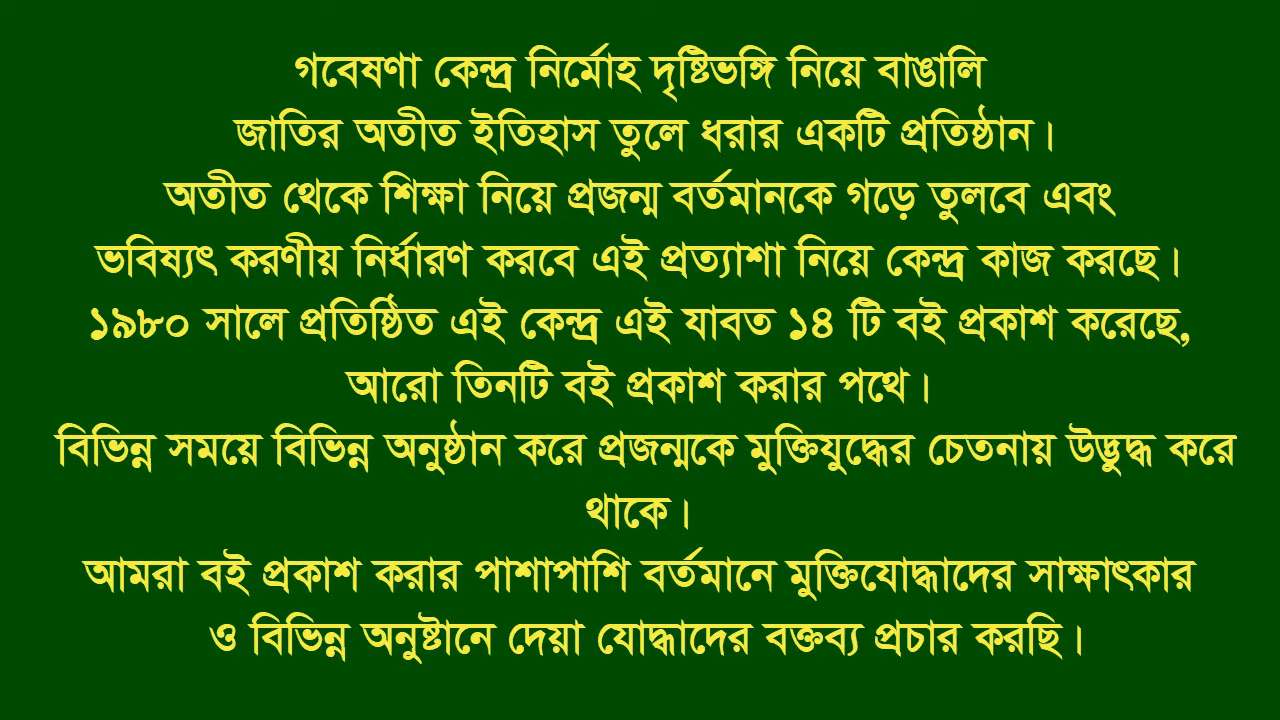 গবেষণা কেন্দ্র নির্মোহ দৃষ্টিভঙ্গি নিয়ে বাঙালি
জাতির অতীত ইতিহাস তুলে ধরার একটি প্রতিষ্ঠান।
অতীত থেকে শিক্ষা নিয়ে প্রজন্ম বর্তমানকে গড়ে তুলবে এবং
ভবিষ্যৎ করণীয় নির্ধারণ করবে এই প্রত্যাশা নিয়ে কেন্দ্র কাজ করছে।
১৯৮০ সালে প্রতিষ্ঠিত এই কেন্দ্র এই যাবত ১৪ টি বই প্রকাশ করেছে,
আরো তিনটি বই প্রকাশ করার পথে।
বিভিন্ন সময়ে বিভিন্ন অনুষ্ঠান করে প্রজন্মকে মুক্তিযুদ্ধের চেতনায় উদ্ভুদ্ধ করে
থাকে।
আমরা বই প্রকাশ করার পাশাপাশি বর্তমানে মুক্তিযোদ্ধাদের সাক্ষাৎকার
ও বিভিন্ন অনুষ্টানে দেয়া যোদ্ধাদের বক্তব্য প্রচার করছি।